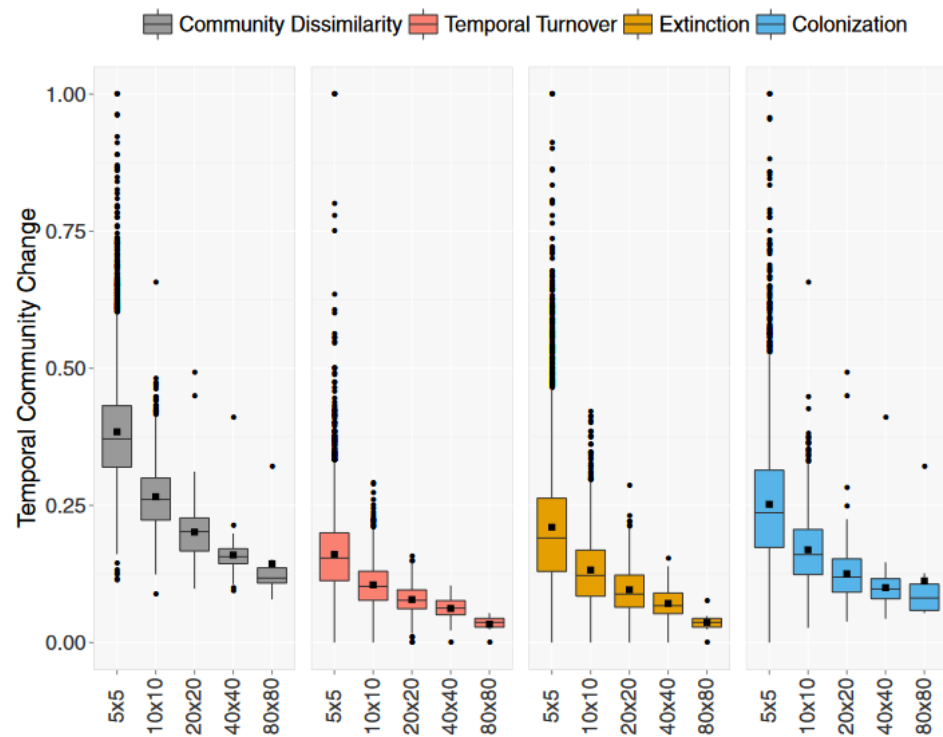 Community Dissimilarity Temporal Turnover Extinction Colonization
Temporal Community Change
1.00
0.75
0.50
0.25
0.00
5x5 10x10 20x20 40x40 80x80 5x5 10x10 20x20 40x40 80x80 5x5 10x10 20x20 40x40 80x80 5x5 10x10 20x20 40x40 80x80